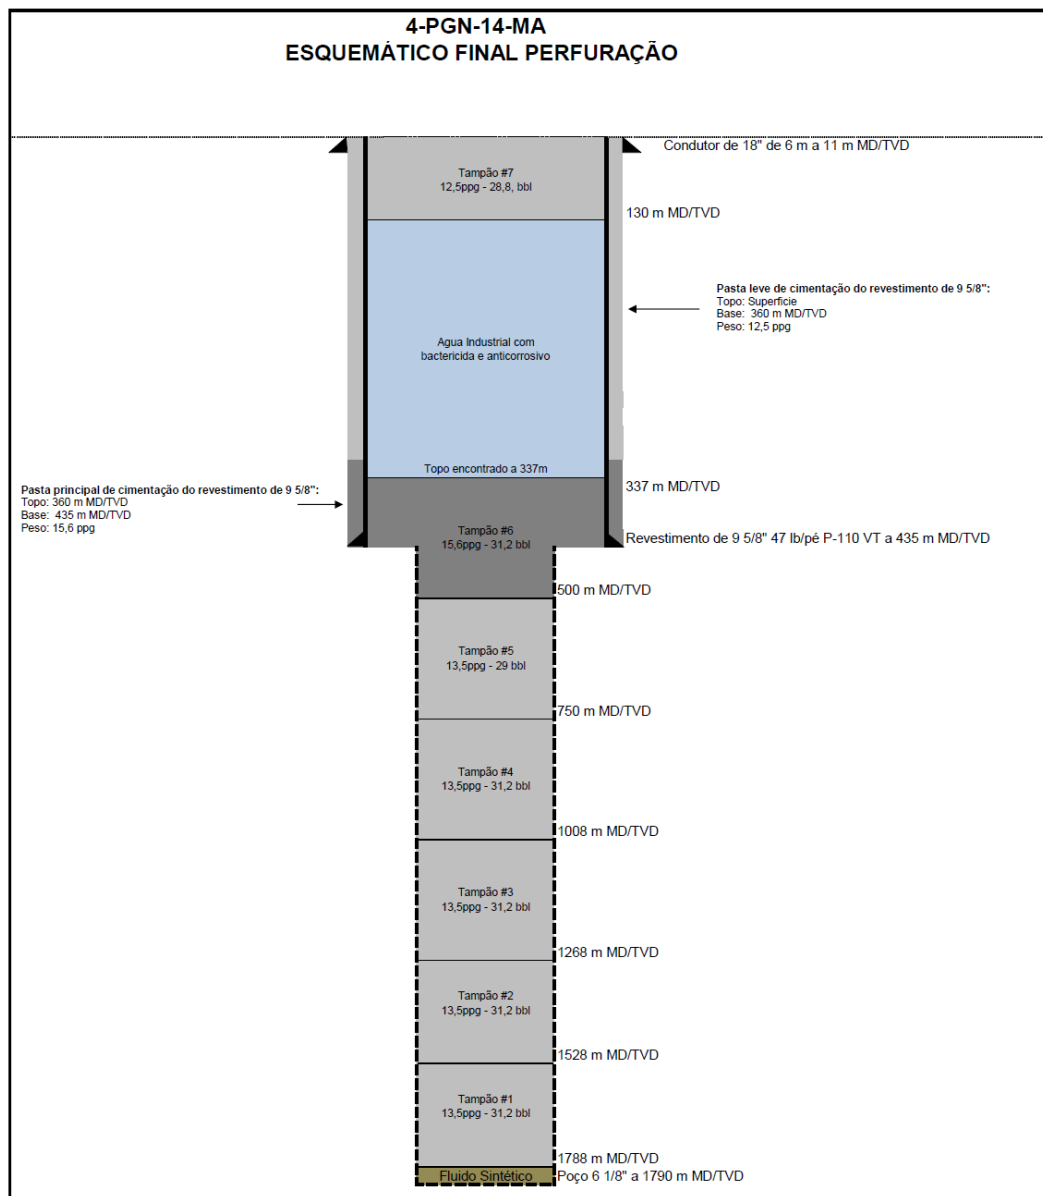 4-PGN-14-MA
ESQUEMÁTICO FINAL PERFURAÇÃO
Condutor de 18" de 6 m a 11 m MD/TVD
Tampão #7
12,5ppg - 28,8, bbl
130 m MD/TVD
Pasta leve de cimentação do revestimento de 9 5/8":
Topo: Superficie
Base: 360 m MD/TVD
Peso: 12,5 ppg
Agua Industrial com
bactericida e anticorrosivo
Topo encontrado a 337m
337 m MD/TVD
Pasta principal de cimentação do revestimento de 9 5/8":
Topo: 360 m MD/TVD
Base: 435 m MD/TVD
Peso: 15,6 ppg
Tampão #6
15,6ppg - 31,2 bbl
Revestimento de 9 5/8" 47 lb/pé P-110 VT a 435 m MD/TVD
500 m MD/TVD
Tampão #5
13,5ppg - 29 bbl
750 m MD/TVD
Tampão #4
13,5ppg - 31,2 bbl
1008 m MD/TVD
Tampão #3
13,5ppg - 31,2 bbl
1268 m MD/TVD
Tampão #2
13,5ppg - 31,2 bbl
1528 m MD/TVD
Tampão #1
13,5ppg - 31,2 bbl
1788 m MD/TVD
Fluido Sintético
Poço 6 1/8" a 1790 m MD/TVD